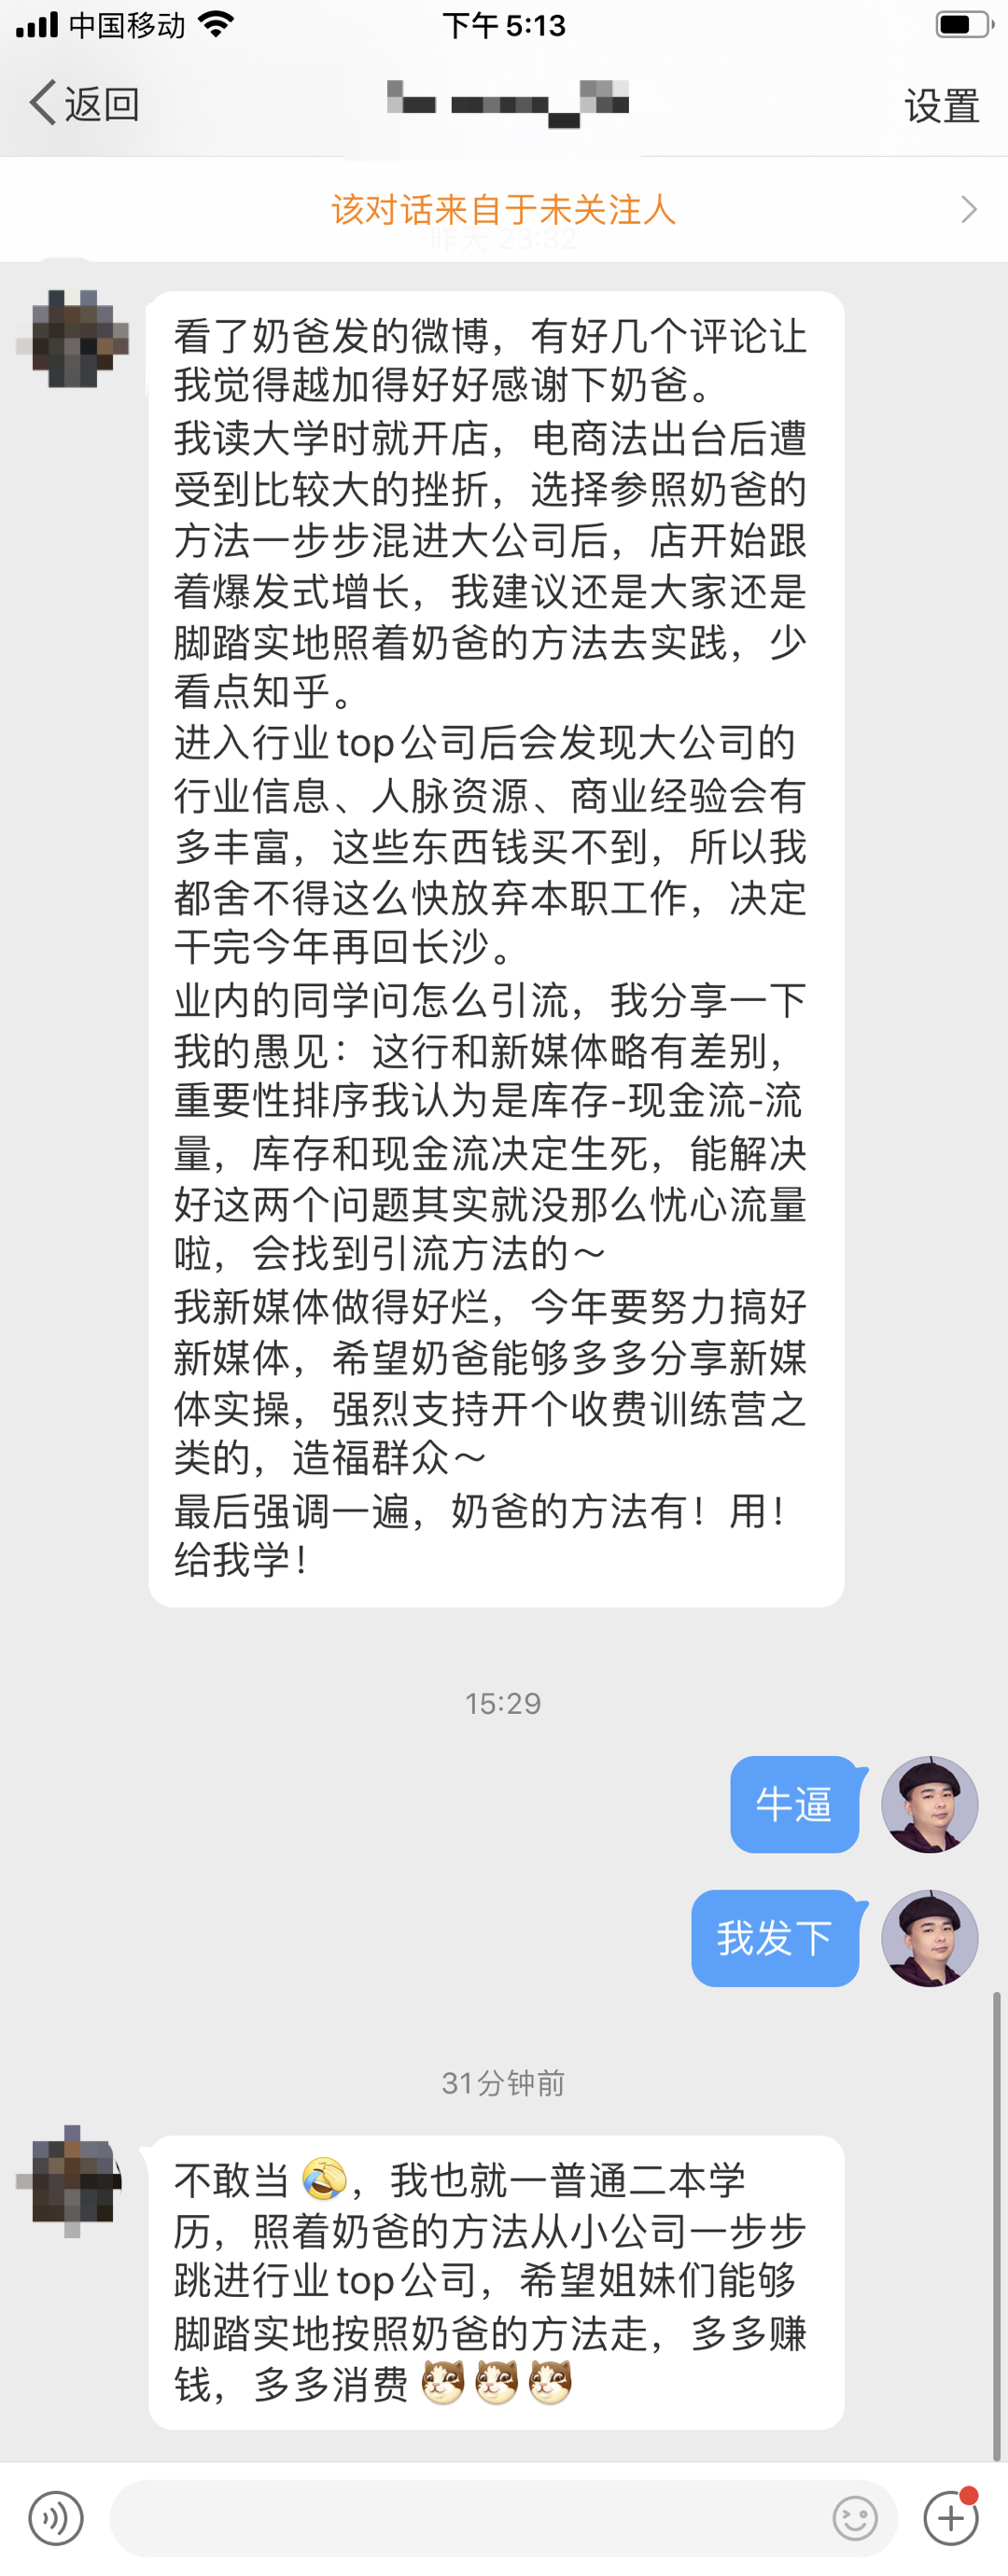 中国移动
下午 5:13
返回
设置
该对话来自于未关注人
昨天 23:32
看了奶爸发的微博，有好几个评论让
我觉得越加得好好感谢下奶爸。
我读大学时就开店，电商法出台后遭
受到比较大的挫折，选择参照奶爸的
方法一步步混进大公司后，店开始跟
着爆发式增长，我建议还是大家还是
脚踏实地照着奶爸的方法去实践，少
看点知乎。
进入行业top公司后会发现大公司的
行业信息、人脉资源、商业经验会有
多丰富，这些东西钱买不到，所以我
都舍不得这么快放弃本职工作，决定
干完今年再回长沙。
业内的同学问怎么引流，我分享一下
我的愚见：这行和新媒体略有差别，
重要性排序我认为是库存-现金流-流
量，库存和现金流决定生死，能解决
好这两个问题其实就没那么忧心流量
啦，会找到引流方法的～
我新媒体做得好烂，今年要努力搞好
新媒体，希望奶爸能够多多分享新媒
体实操，强烈支持开个收费训练营之
类的，造福群众～
最后强调一遍，奶爸的方法有！用！
给我学！
15:29
牛逼
我发下
31分钟前
不敢当🤣，我也就一普通二本学
历，照着奶爸的方法从小公司一步步
跳进行业top公司，希望姐妹们能够
脚踏实地按照奶爸的方法走，多多赚
钱，多多消费